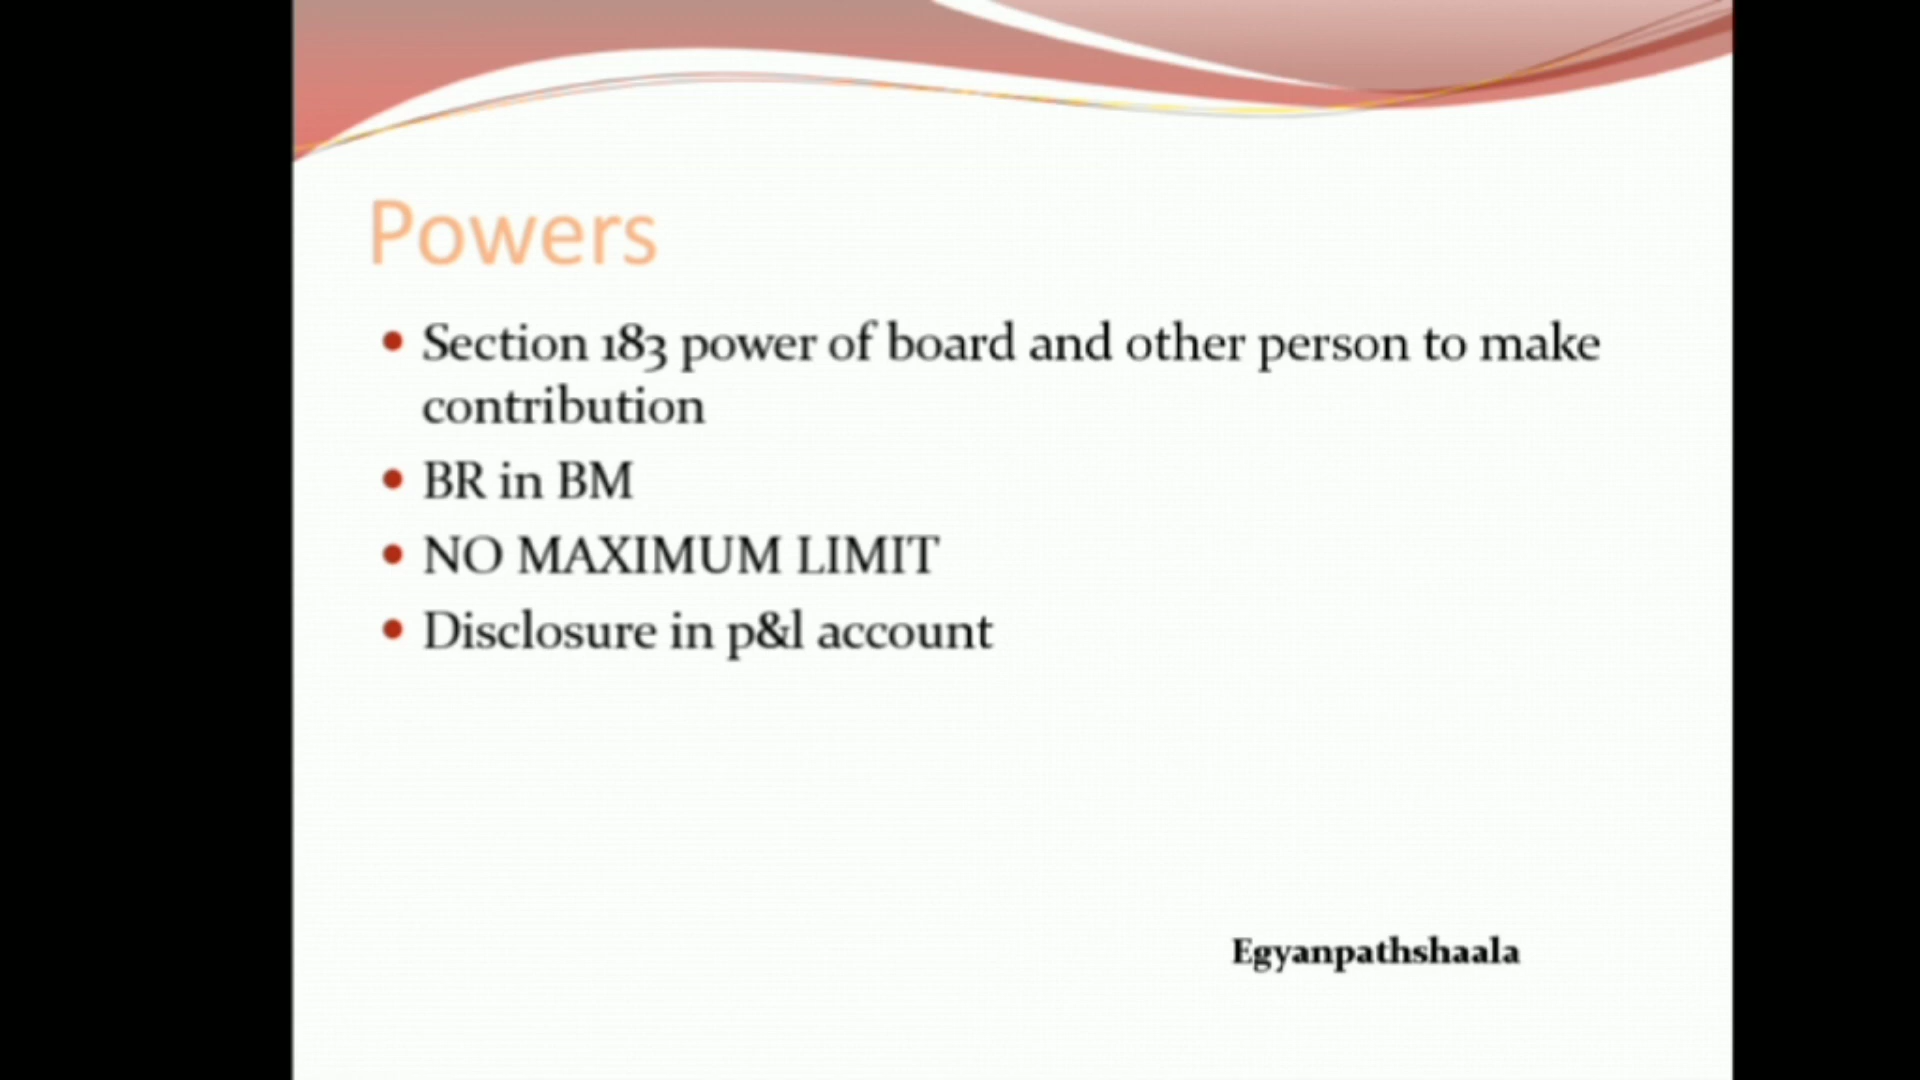 Powers
Section 183 power of board and other person to make
contribution
BR in BM
NO MAXIMUM LIMIT
Disclosure in p&l account
Egyanpathshaala